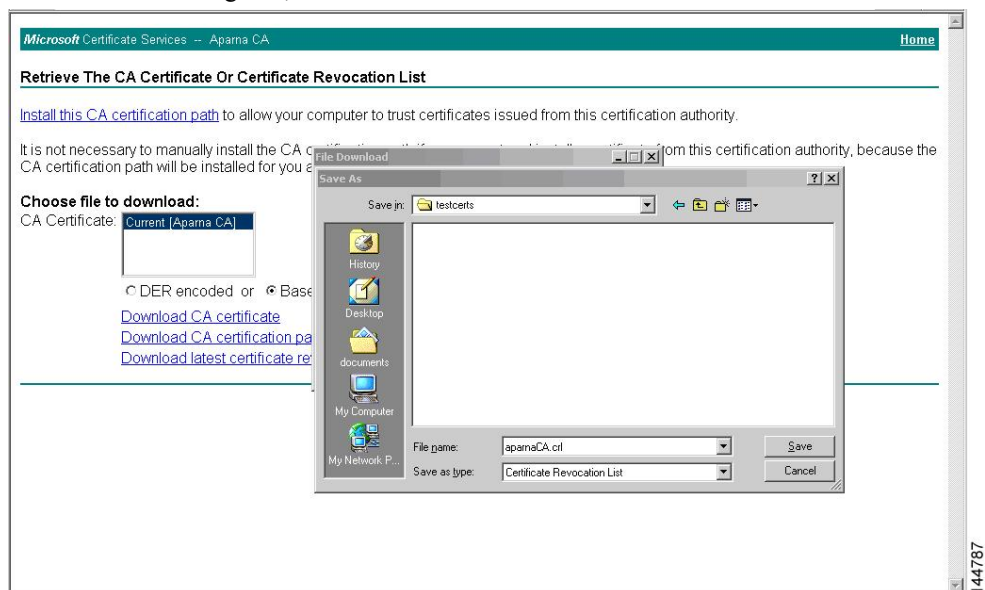 Microsoft Certificate Services -- Aparna CA Home
Retrieve The CA Certificate Or Certificate Revocation List
Install this CA certification path to allow your computer to trust certificates issued from this certification authority.
It is not necessary to manually install the CA from this certification authority, because the
CA certification path will be installed for you
File Download
Save As
Choose file to download:
CA Certificate: Current [Aparna CA]
DER encoded or Base
Download CA certificate
Download CA certification pa
Download latest certificate re
Save in: testcerts
History
Desktop
documents
My Computer
My Network P...
File name: aparnaCA.crl Save
Save as type: Certificate Revocation List Cancel
144787